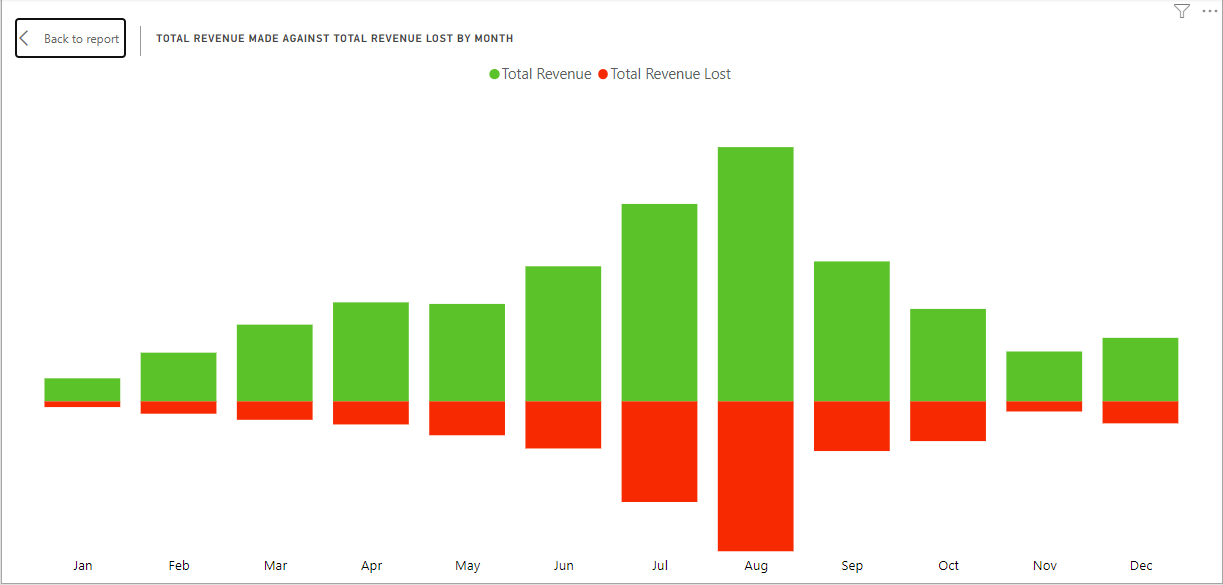 Back to report
TOTAL REVENUE MADE AGAINST TOTAL REVENUE LOST BY MONTH
Total Revenue Total Revenue Lost
Jan Feb Mar Apr May Jun Jul Aug Sep Oct Nov Dec